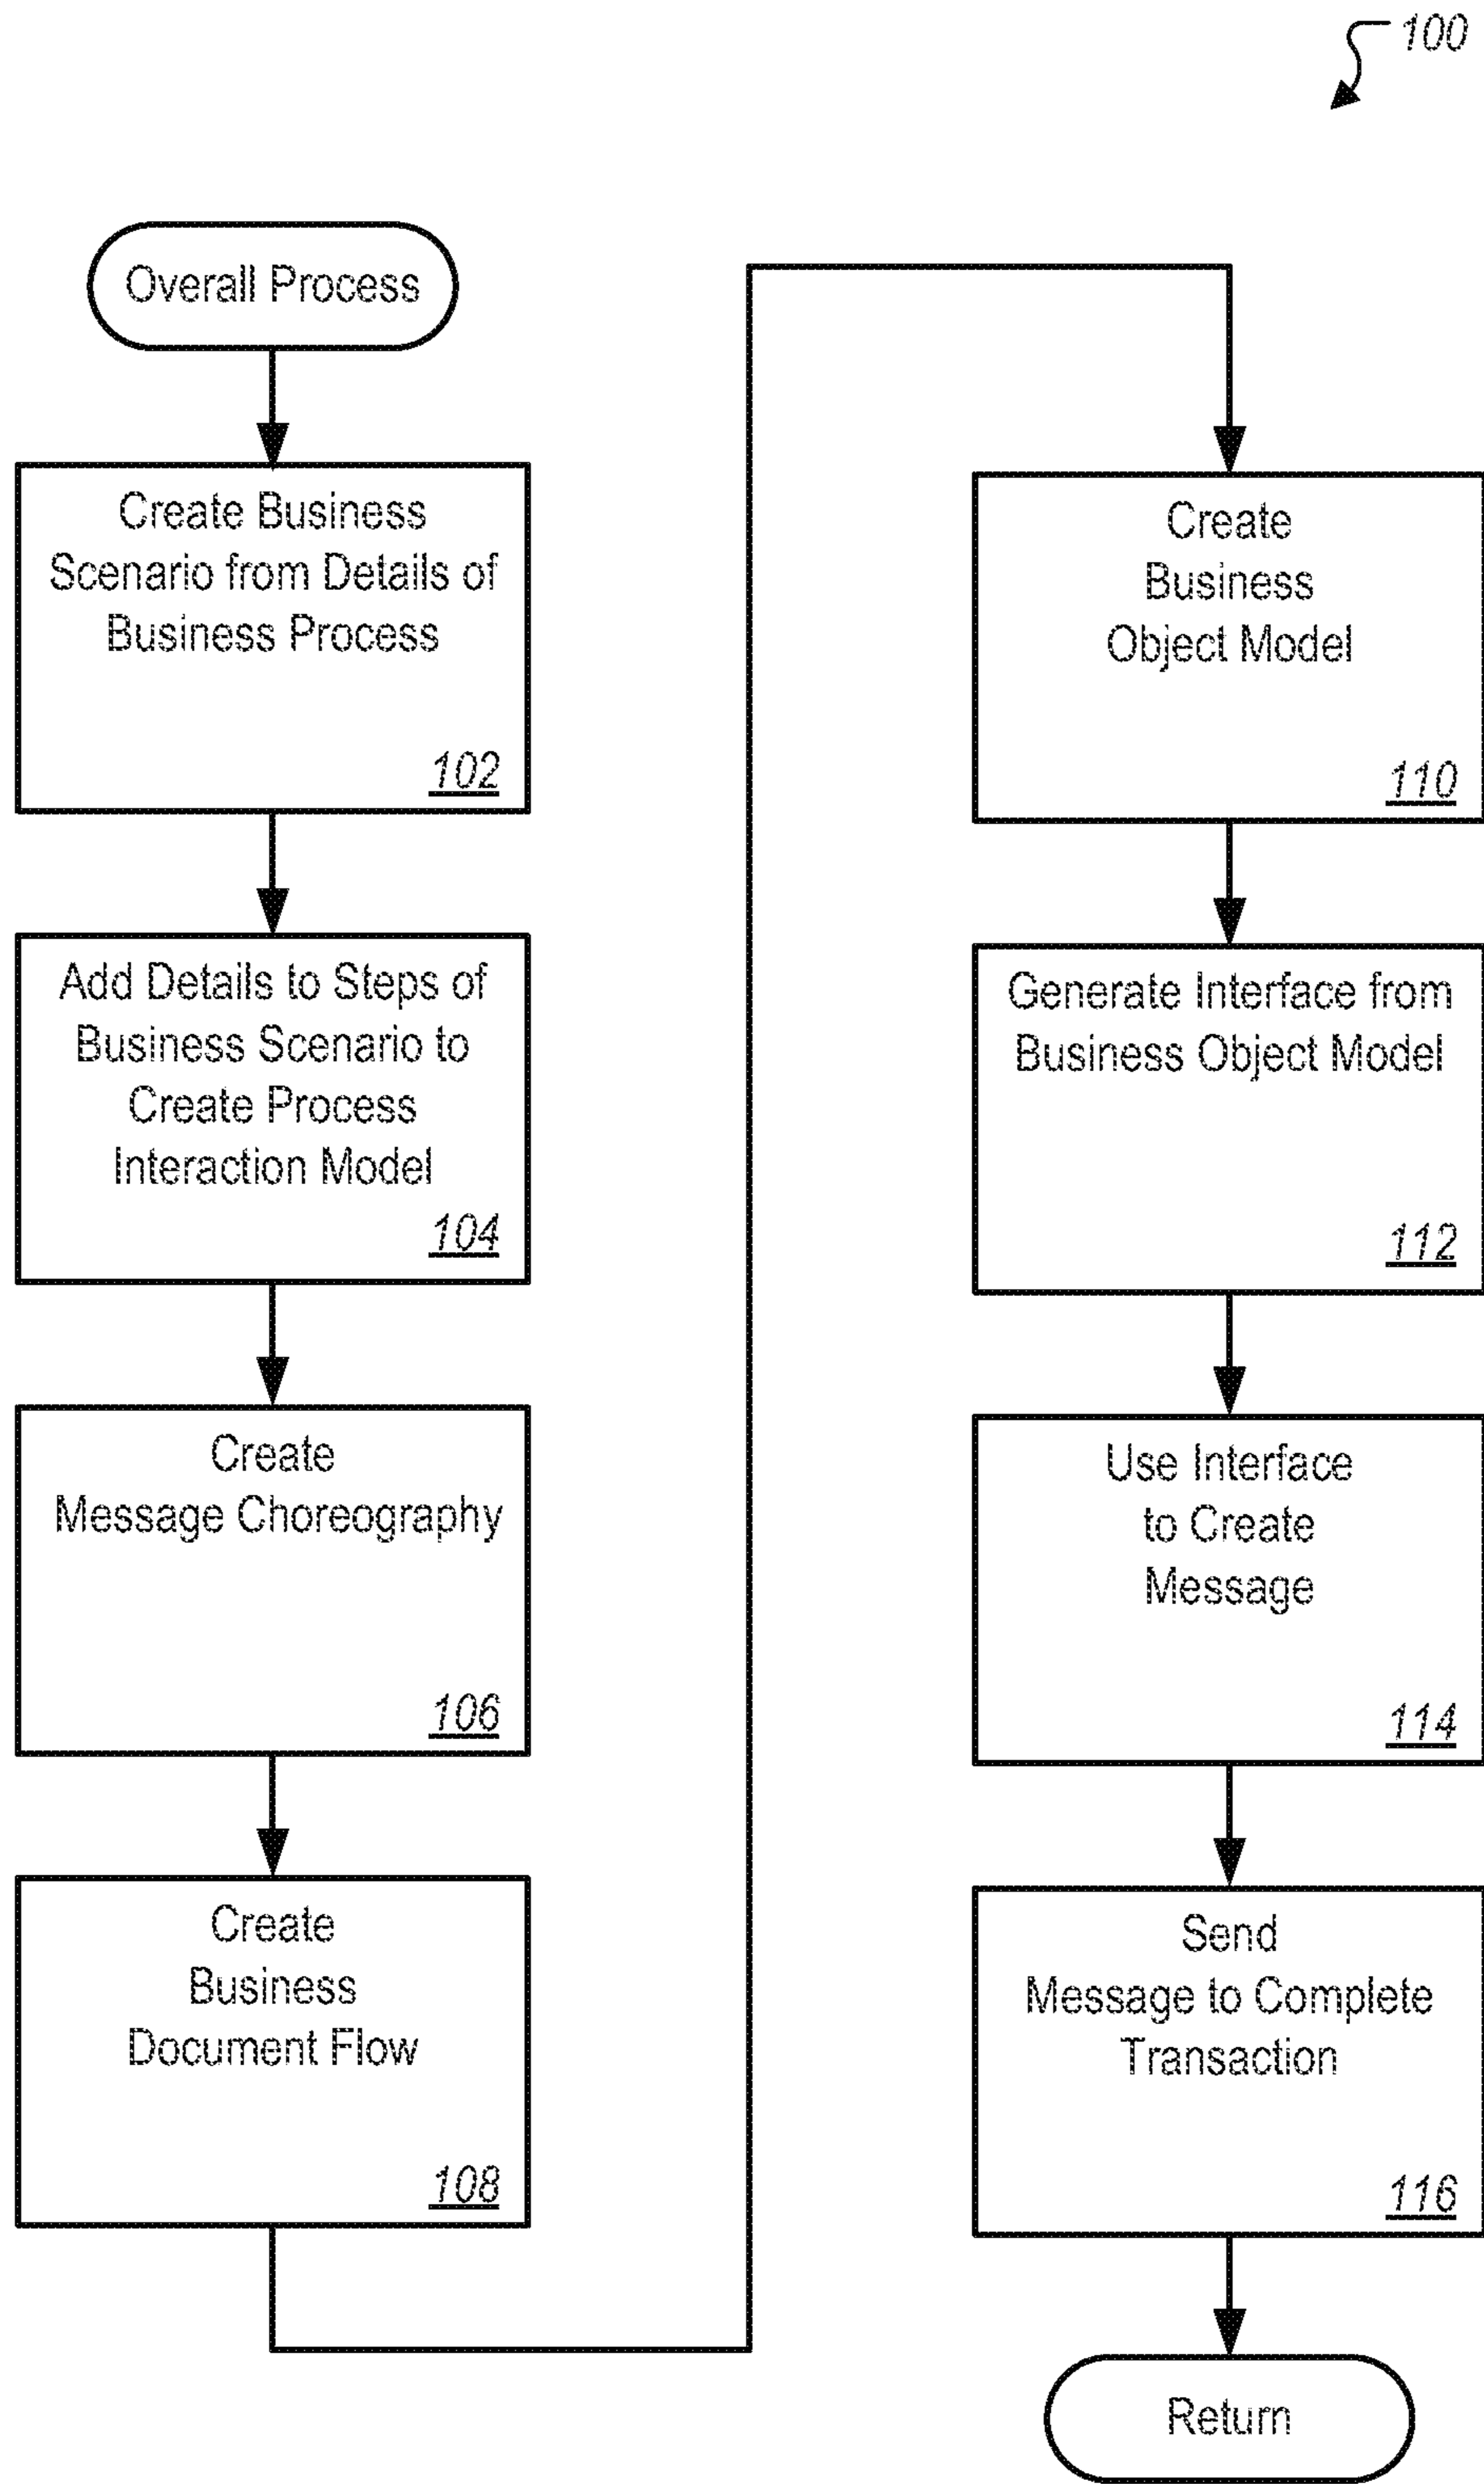 100
Overall Process
Create Business
Scenario from Details of
Business Process
102
Add Details to Steps of
Business Scenario to
Create Process
Interaction Model
104
Create
Message Choreography
106
Create
Business
Document Flow
108
Create
Business
Object Model
110
Generate Interface from
Business Object Model
112
Use Interface
to Create
Message
114
Send
Message to Complete
Transaction
116
Return